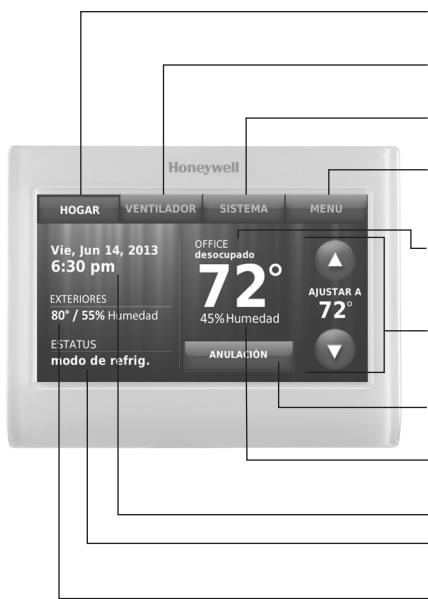 Honeywell
HOGAR
VENTILADOR
SISTEMA
MENÚ
Vie, Jun 14, 2013
6:30 pm
EXTERIORES
80° / 55% Humedad
ESTATUS
modo de refrig.
OFFICE
desocupado
72°
45% Humedad
ANULACIÓN
AJUSTAR A
72°